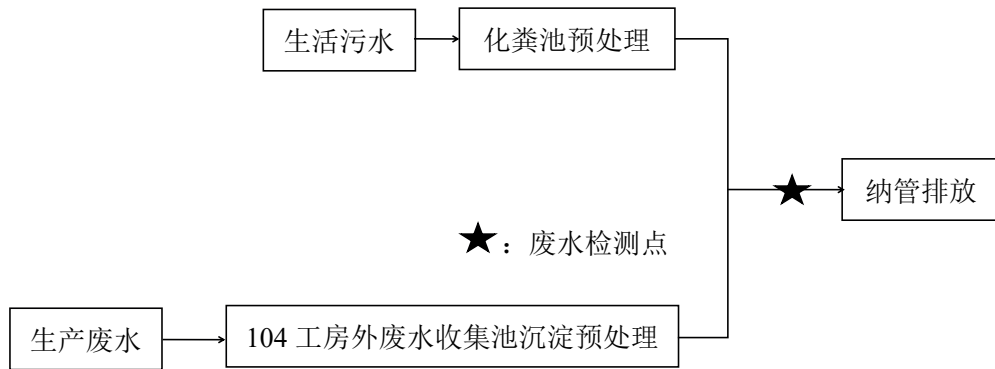 生活污水
化粪池预处理
纳管排放
★：废水检测点
生产废水
104 工房外废水收集池沉淀预处理